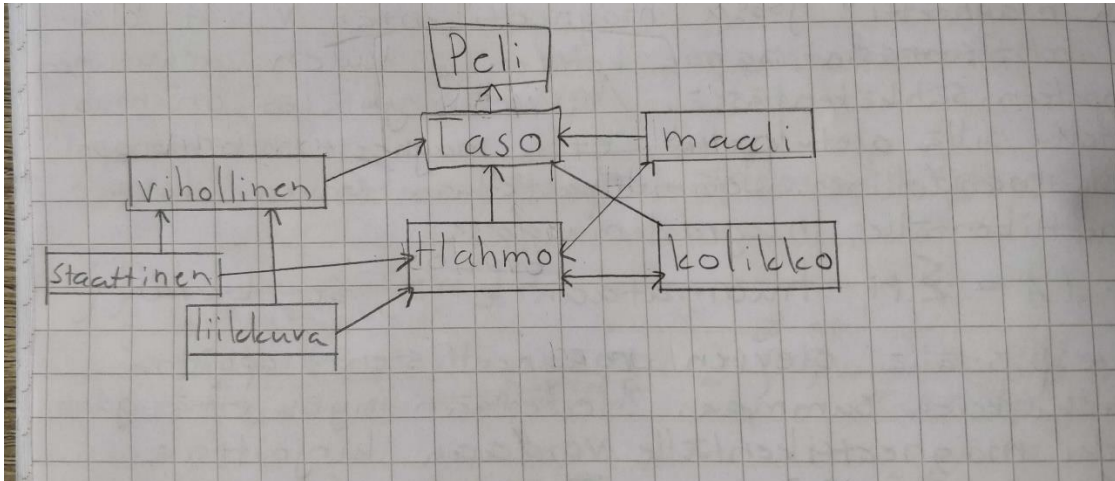 Peli
Taso
maali
vihollinen
Hahmo
kolikko
staattinen
liikkuva